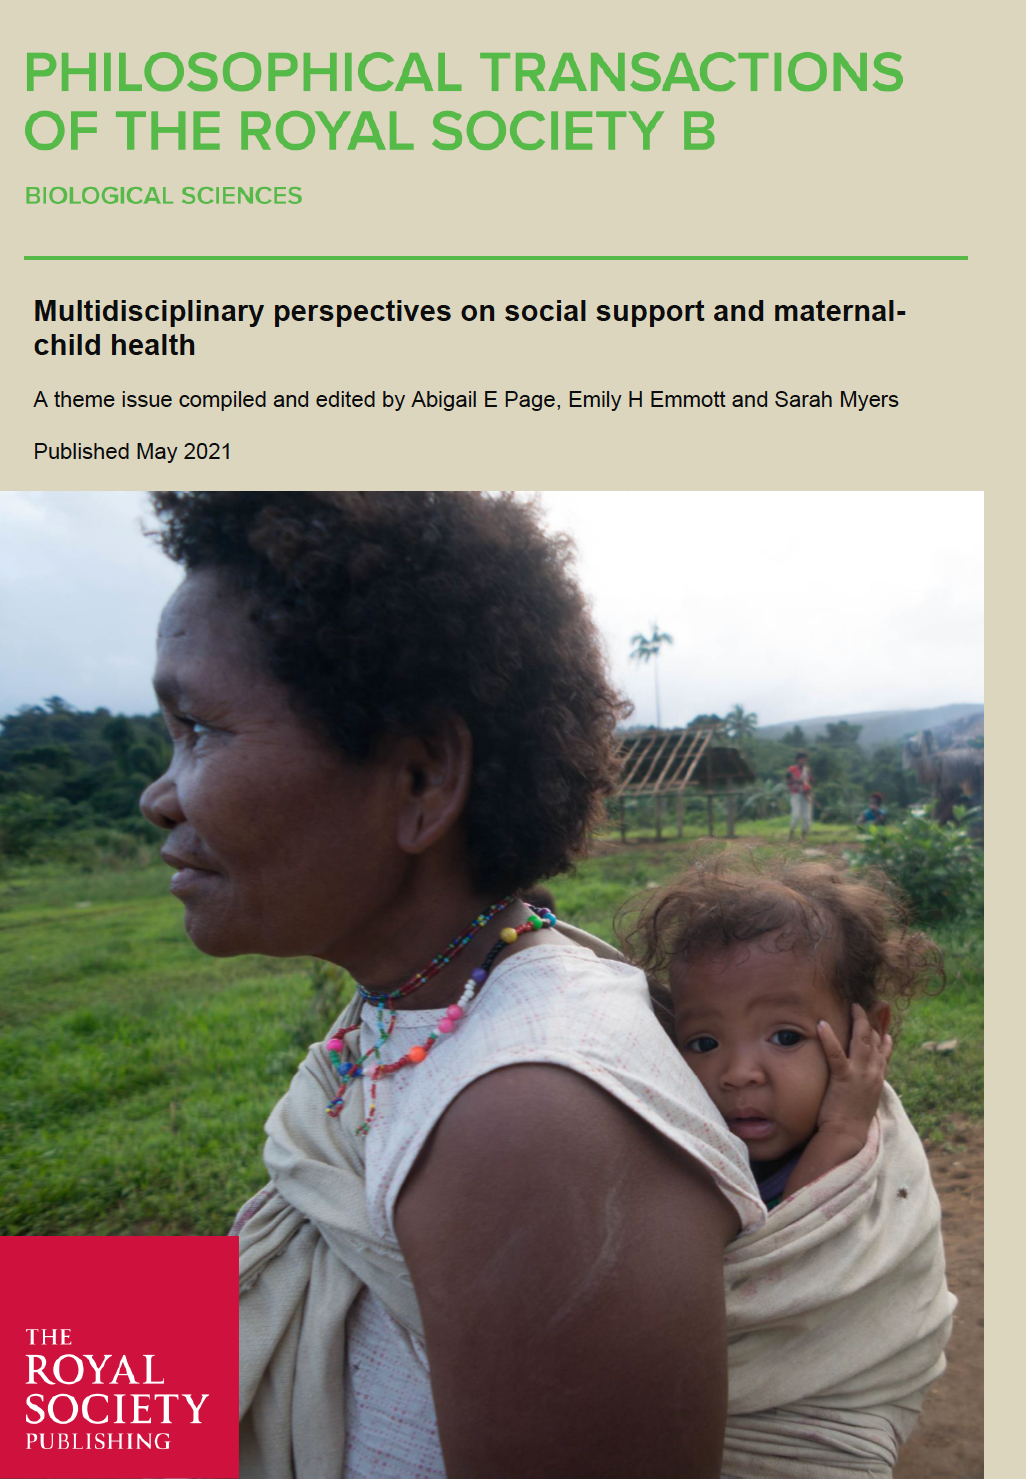 PHILOSOPHICAL TRANSACTIONS
OF THE ROYAL SOCIETY B
BIOLOGICAL SCIENCES
Multidisciplinary perspectives on social support and maternal-
child health
A theme issue compiled and edited by Abigail E Page, Emily H Emmott and Sarah Myers
Published May 2021
THE
ROYAL
SOCIETY
PUBLISHING